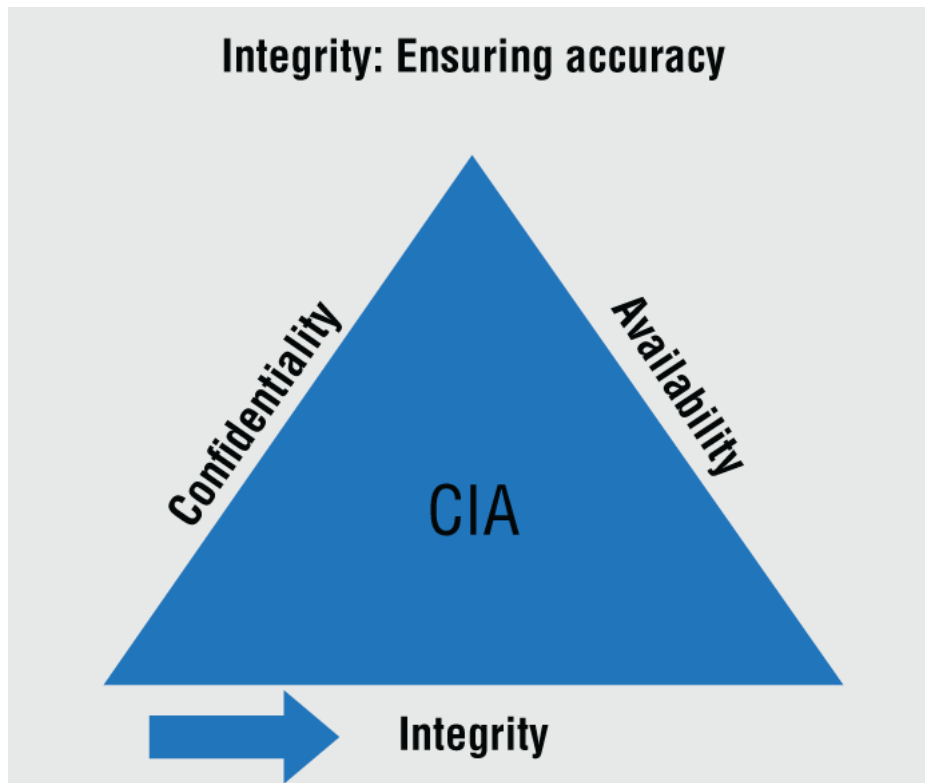 Integrity: Ensuring accuracy
Confidentiality
Availability
CIA
Integrity